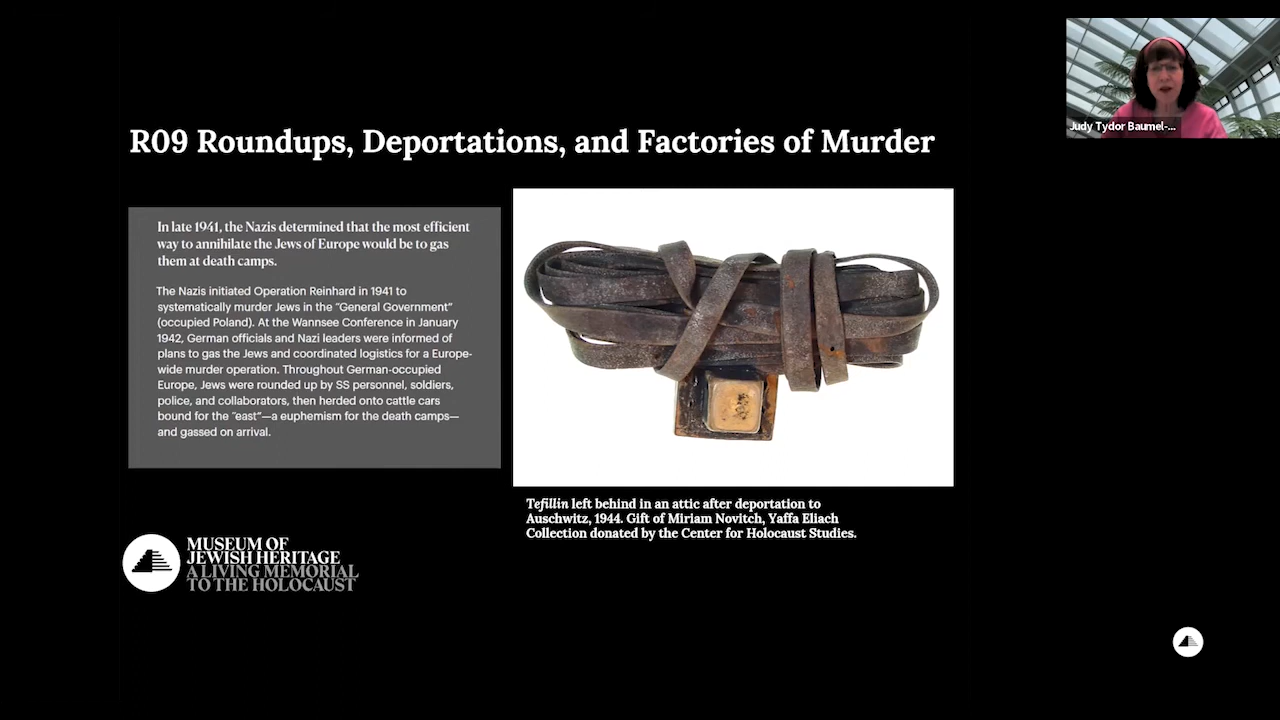 Judy Tydor Baumel-...
R09 Roundups, Deportations, and Factories of Murder
In late 1941, the Nazis determined that the most efficient
way to annihilate the Jews of Europe would be to gas
them at death camps.
The Nazis initiated Operation Reinhard in 1941 to
systematically murder Jews in the “General Government”
(occupied Poland). At the Wannsee Conference in January
1942, German officials and Nazi leaders were informed of
plans to gas the Jews and coordinated logistics for a Europe-
wide murder operation. Throughout German-occupied
Europe, Jews were rounded up by SS personnel, soldiers,
police, and collaborators, then herded onto cattle cars
bound for the “east”—a euphemism for the death camps—
and gassed on arrival.
Tefillin left behind in an attic after deportation to
Auschwitz, 1944. Gift of Miriam Novitch, Yaffa Eliach
Collection donated by the Center for Holocaust Studies.
MUSEUM OF
JEWISH HERITAGE
A LIVING MEMORIAL
TO THE HOLOCAUST